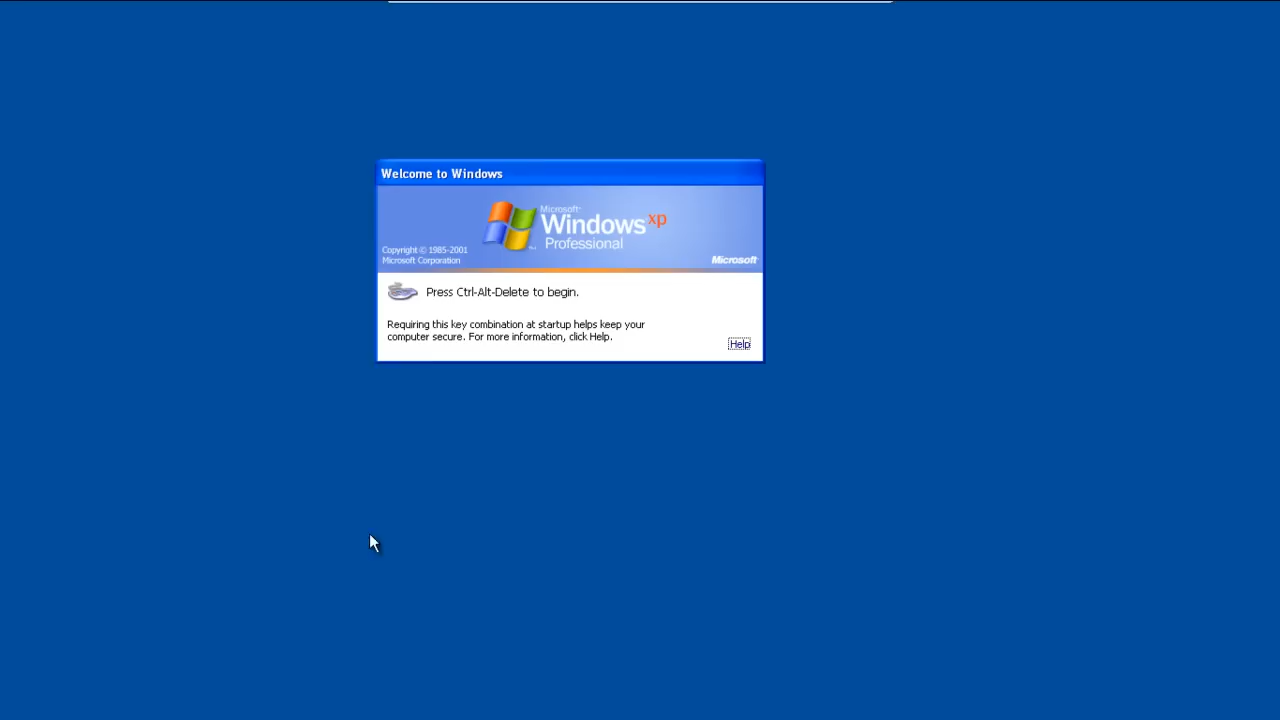 Welcome to Windows
Microsoft
Windows xp
Professional
Copyright © 1985-2001
Microsoft Corporation
Microsoft
Press Ctrl-Alt-Delete to begin.
Requiring this key combination at startup helps keep your
computer secure. For more information, click Help.
Help